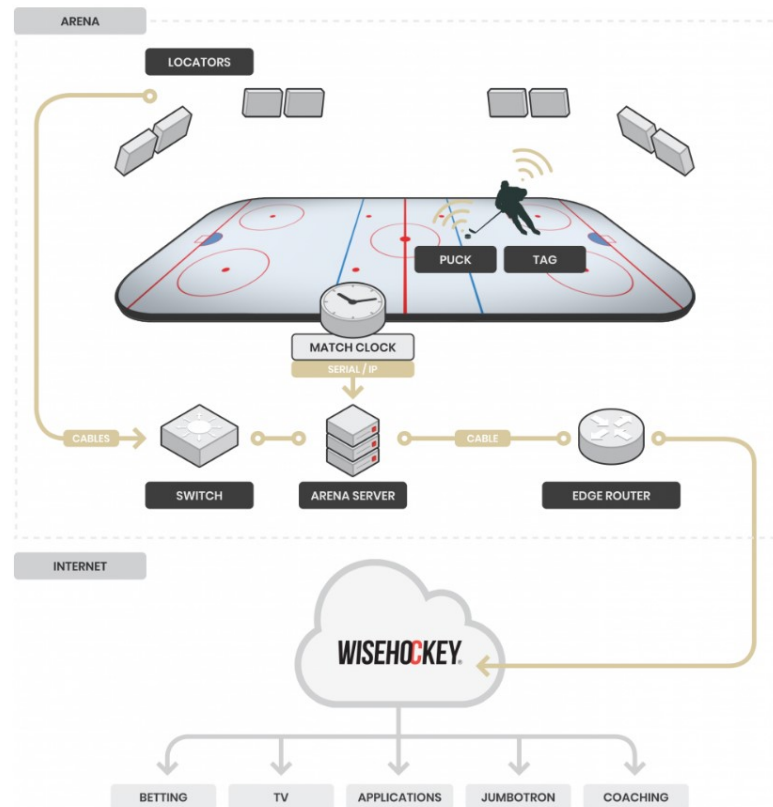 ARENA
LOCATORS
PUCK
TAG
MATCH CLOCK
SERIAL / IP
CABLES
CABLE
SWITCH
ARENA SERVER
EDGE ROUTER
INTERNET
WISEHOCKEY®
BETTING
TV
APPLICATIONS
JUMBOTRON
COACHING